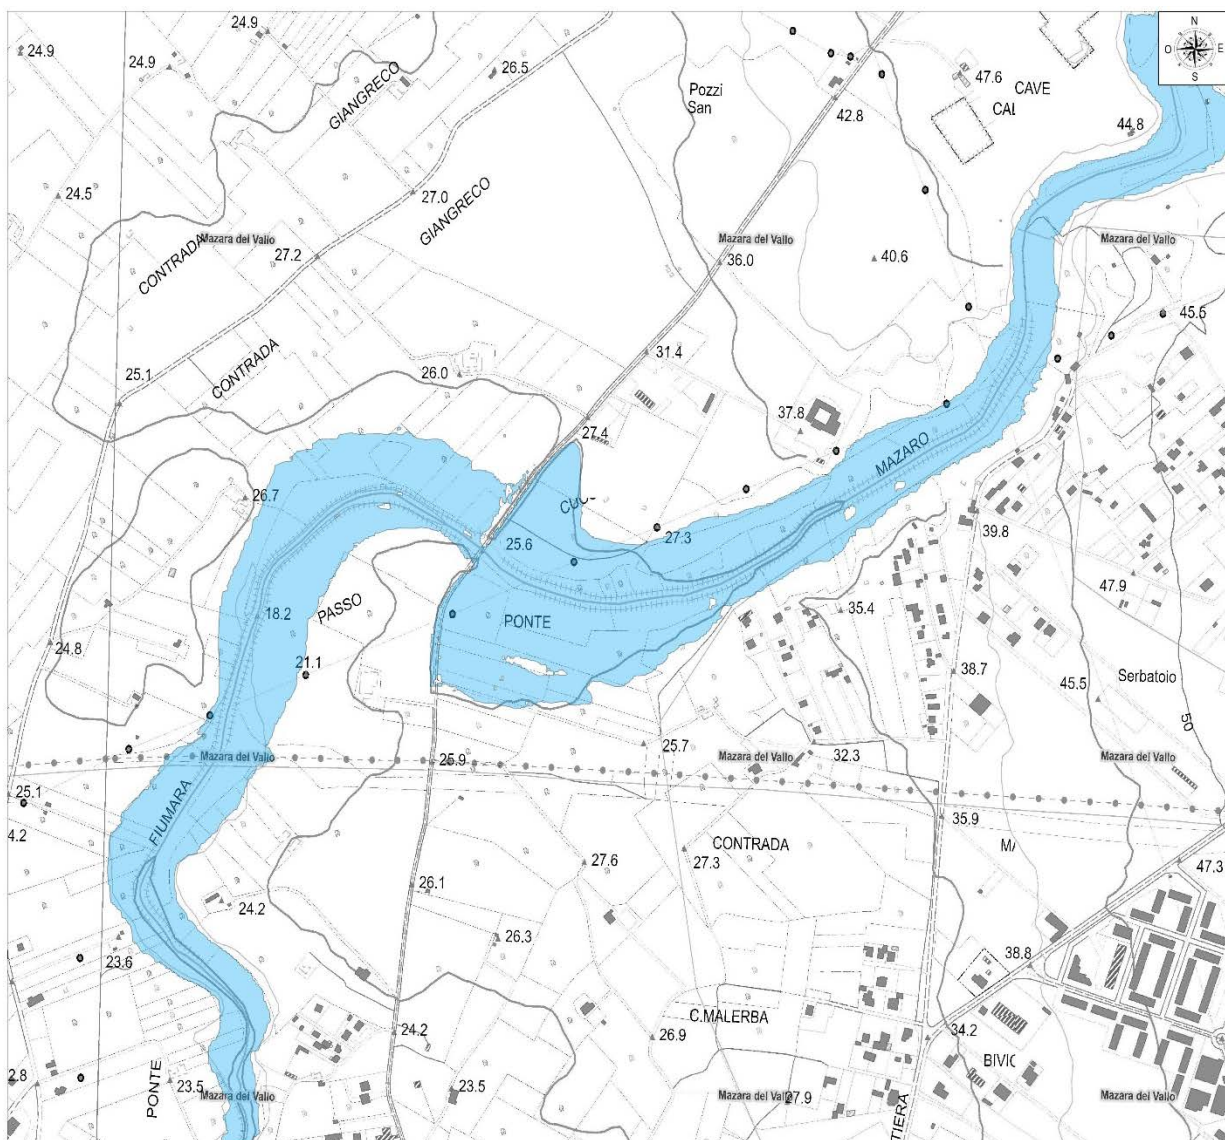 24.9
N
24.9
24.9
26.5
O
E
S
GIANGRECO
Pozzi
San
47.6
CAVE
42.8
44.8
24.5
27.0
GIANGRECO
Mazara del Vallo
Mazara del Vallo
Mazara del Vallo
CONTRADA
27.2
36.0
40.6
45.6
31.4
CONTRADA
25.1
26.0
37.8
27.4
MAZARO
26.7
27.3
39.8
25.6
47.9
PASSO
18.2
PONTE
35.4
24.8
21.1
38.7
45.5
Serbatoio
50
25.7
Mazara del Vallo
Mazara del Vallo
32.3
Mazara del Vallo
25.9
25.1
FIUMARA
4.2
35.9
CONTRADA
27.6
27.3
47.3
26.1
24.2
26.3
23.6
38.8
C.MALERBA
24.2
26.9
34.2
2.8
PONTE
23.5
23.5
Mazara del Vallo
27.9
Mazara del Vallo
TIERA